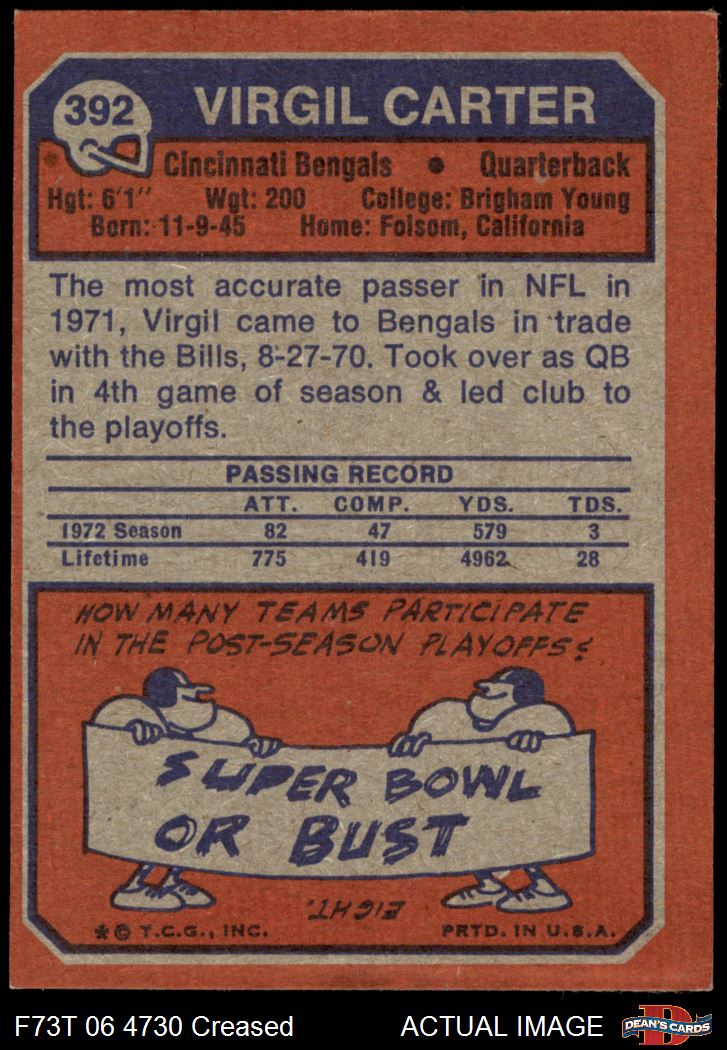 392
VIRGIL CARTER
Cincinnati Bengals • Quarterback
Hgt: 6'1" Wgt: 200 College: Brigham Young
Born: 11-9-45 Home: Folsom, California
The most accurate passer in NFL in
1971, Virgil came to Bengals in trade
with the Bills, 8-27-70. Took over as QB
in 4th game of season & led club to
the playoffs.
PASSING RECORD
ATT. COMP. YDS. TDS.
1972 Season 82 47 579 3
Lifetime 775 419 4962 28
HOW MANY TEAMS PARTICIPATE
IN THE POST-SEASON PLAYOFFS?
SUPER BOWL
OR BUST
EIGHT.
* © T.C.G., INC. PRTD. IN U.S.A.
F73T 06 4730 Creased ACTUAL IMAGE
D
DEAN'S CARDS